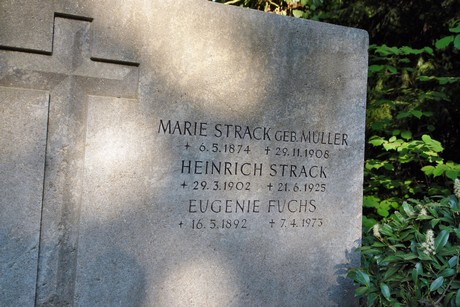 MARIE STRACK GEB. MÜLLER
+ 6.5.1874 + 29.11.1908
HEINRICH STRACK
+ 29.3.1902 + 21.6.1925
EUGENIE FUCHS
+ 16.5.1892 + 7.4.1973